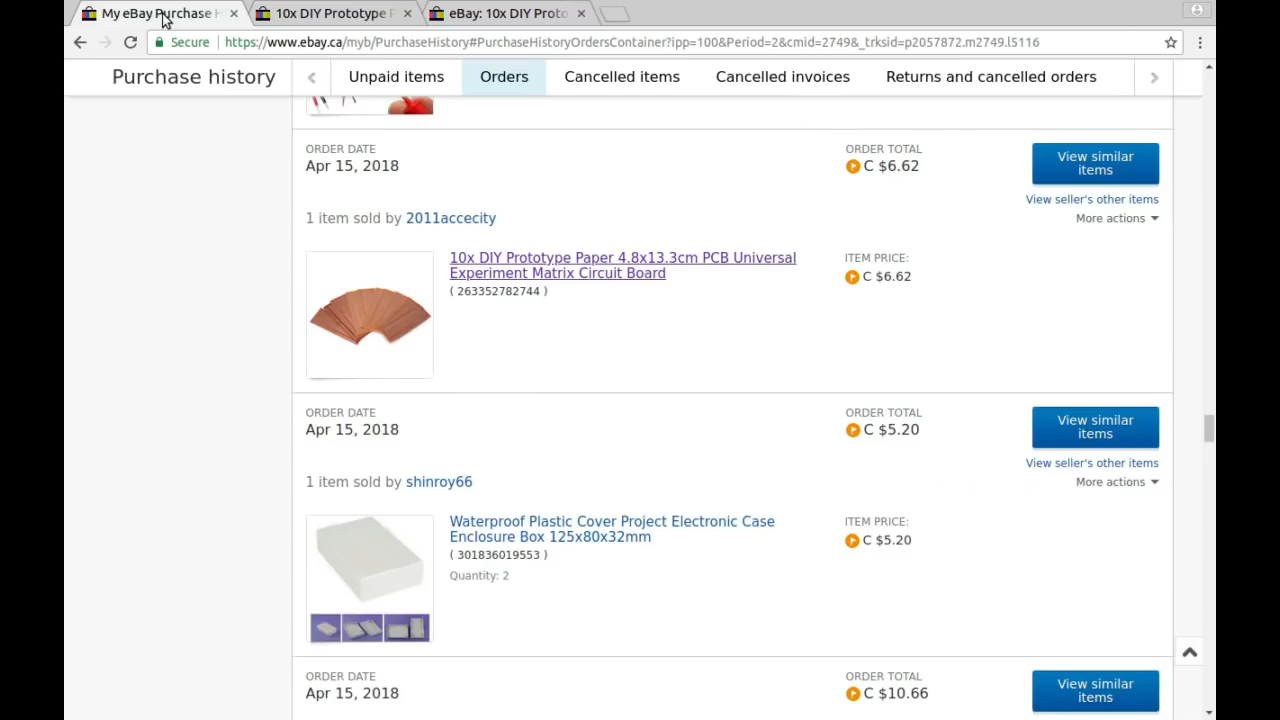 My eBay Purchase H
10x DIY Prototype P
eBay: 10x DIY Proto
Secure
https://www.ebay.ca/myb/PurchaseHistory#PurchaseHistoryOrdersContainer?ipp=100&Period=2&cmid=2749&_trksid=p2057872.m2749.l5116
Purchase history
Unpaid items
Orders
Cancelled items
Cancelled invoices
Returns and cancelled orders
ORDER DATE
Apr 15, 2018
ORDER TOTAL
C $6.62
View similar
items
View seller's other items
More actions
1 item sold by 2011accecity
10x DIY Prototype Paper 4.8x13.3cm PCB Universal
Experiment Matrix Circuit Board
( 263352782744 )
ITEM PRICE:
C $6.62
ORDER DATE
Apr 15, 2018
ORDER TOTAL
C $5.20
View similar
items
View seller's other items
More actions
1 item sold by shinroy66
Waterproof Plastic Cover Project Electronic Case
Enclosure Box 125x80x32mm
( 301836019553 )
Quantity: 2
ITEM PRICE:
C $5.20
ORDER DATE
Apr 15, 2018
ORDER TOTAL
C $10.66
View similar
items